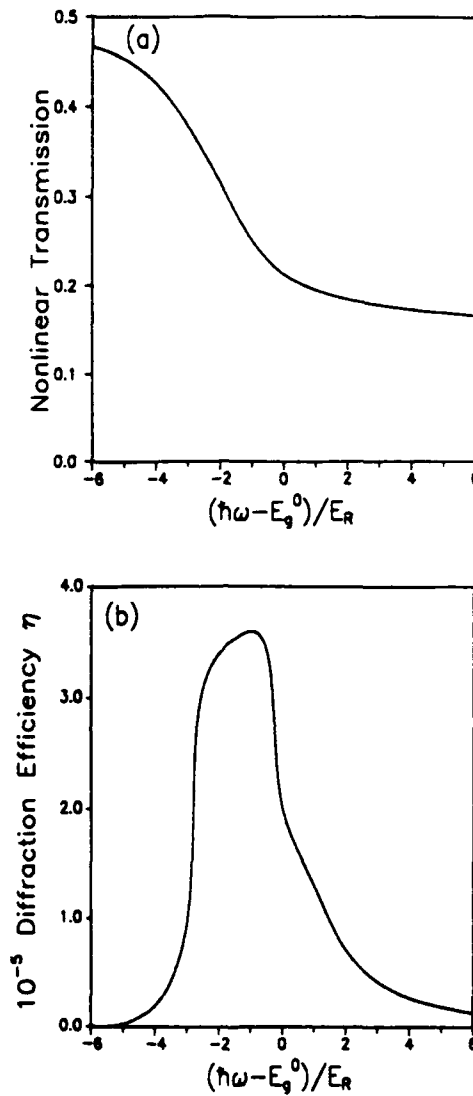 (a)
Nonlinear Transmission
0.5
0.4
0.3
0.2
0.1
0.0
-6 -4 -2 0 2 4 6
(ħω−E_g^0)/E_R
(b)
10^-5 Diffraction Efficiency η
4.0
3.0
2.0
1.0
0.0
-6 -4 -2 0 2 4 6
(ħω−E_g^0)/E_R